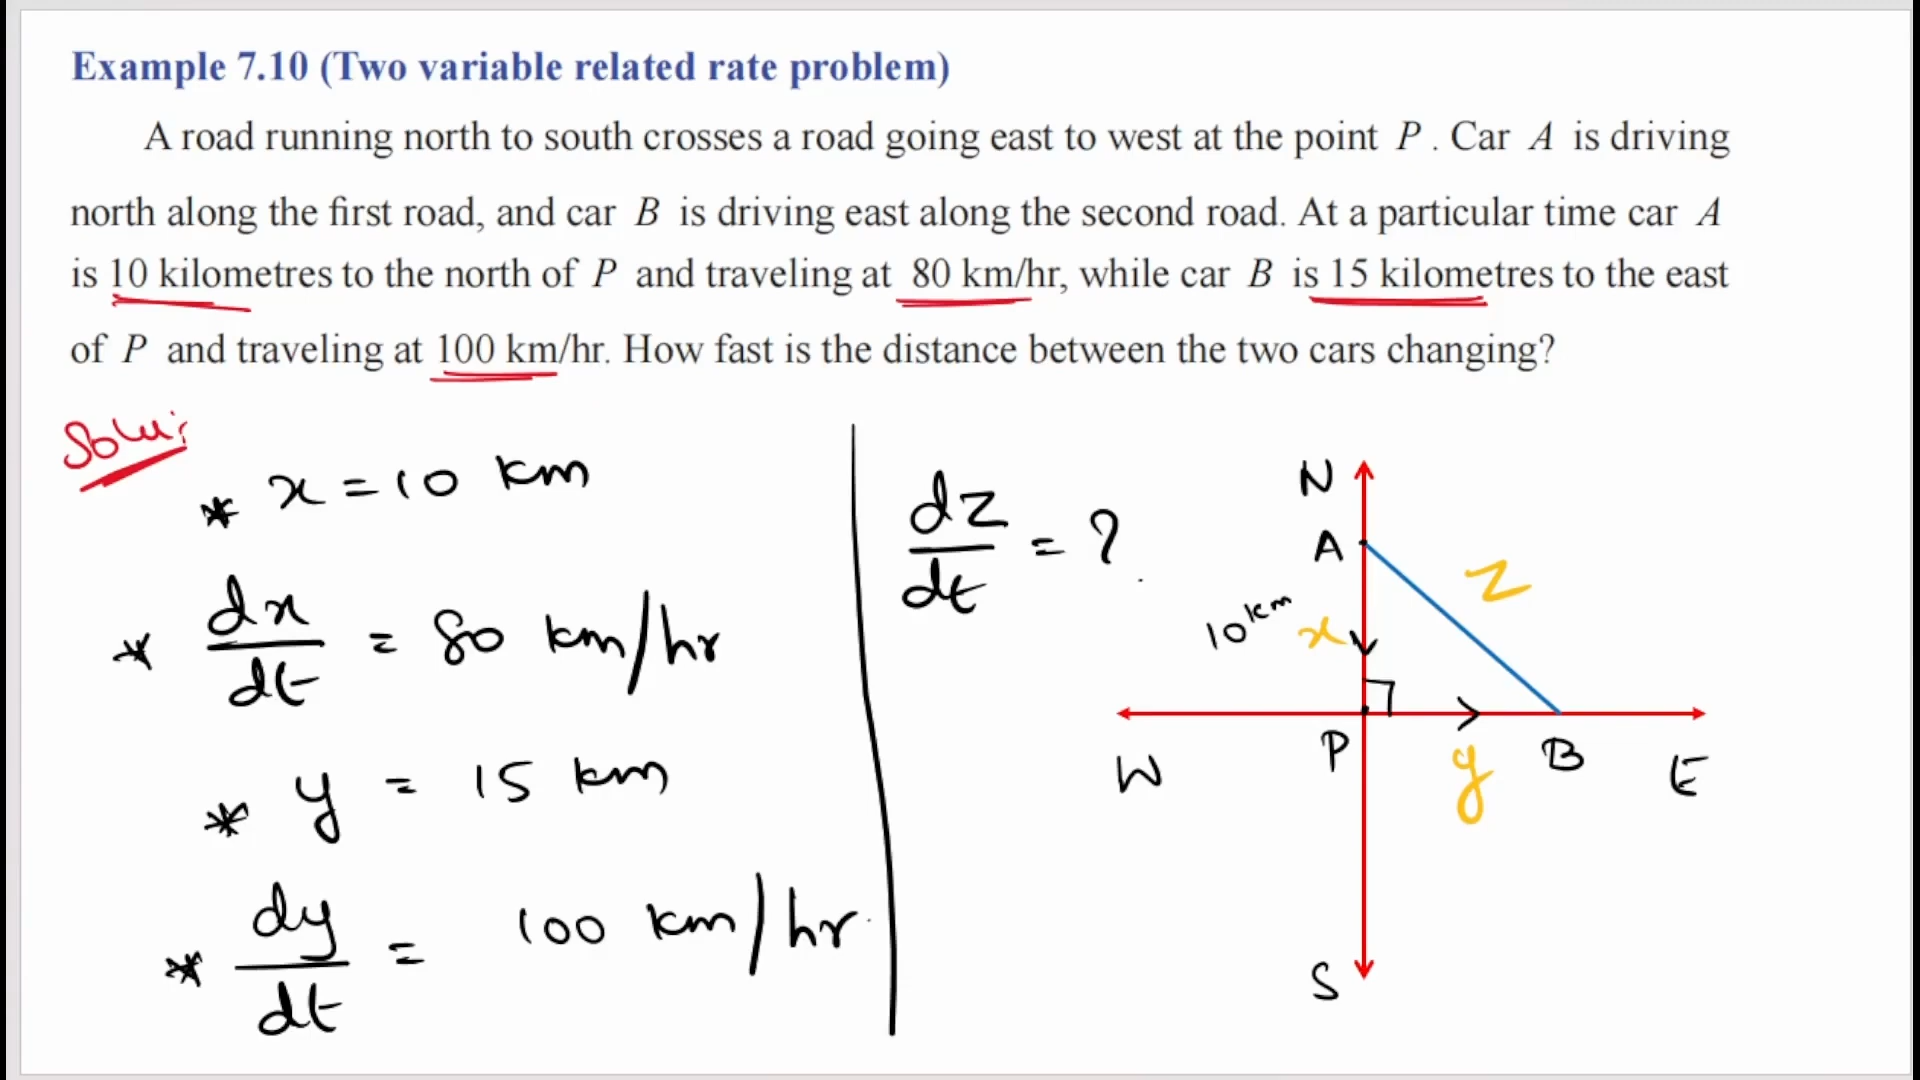 Example 7.10 (Two variable related rate problem)
A road running north to south crosses a road going east to west at the point P. Car A is driving
north along the first road, and car B is driving east along the second road. At a particular time car A
is 10 kilometres to the north of P and traveling at 80 km/hr, while car B is 15 kilometres to the east
of P and traveling at 100 km/hr. How fast is the distance between the two cars changing?
Solu:
* x = 10 km
* dx/dt = 80 km/hr
* y = 15 km
* dy/dt = 100 km/hr.
dz/dt = ?
N
A
z
10 km x
P
y
B
W
E
S